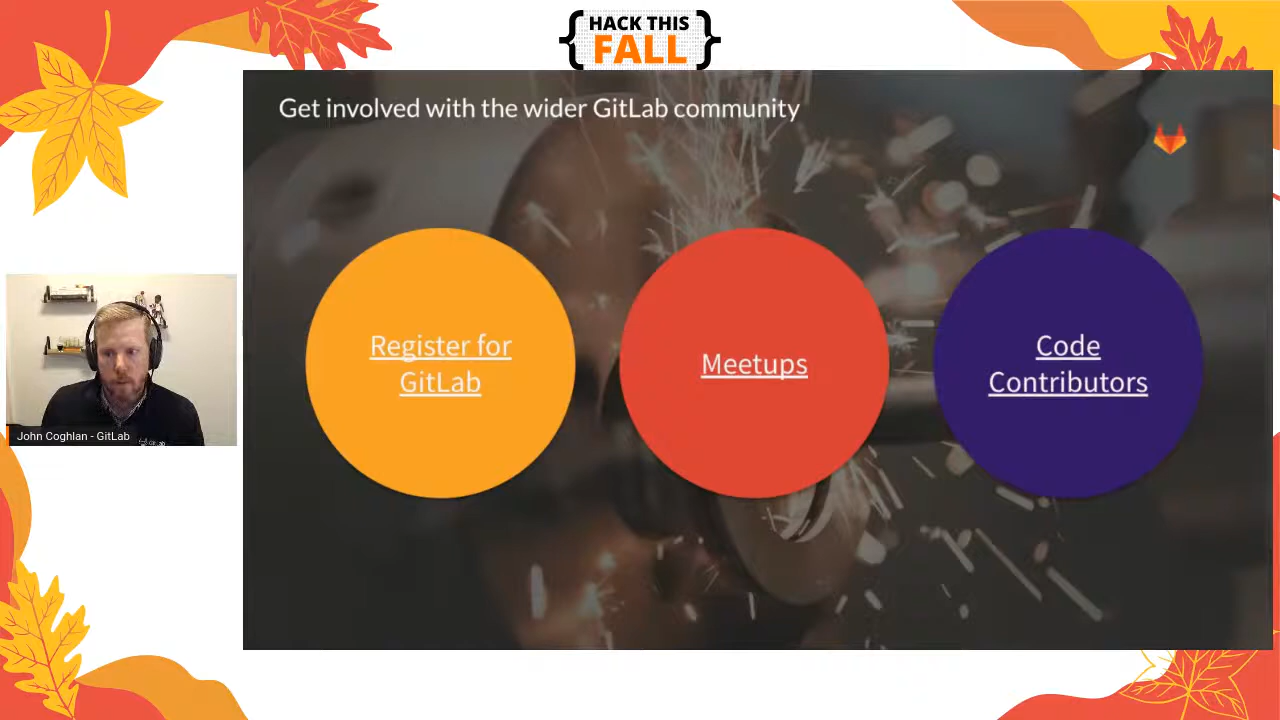 HACK THIS
FALL
Get involved with the wider GitLab community
Register for
GitLab
Meetups
Code
Contributors
John Coghlan - GitLab